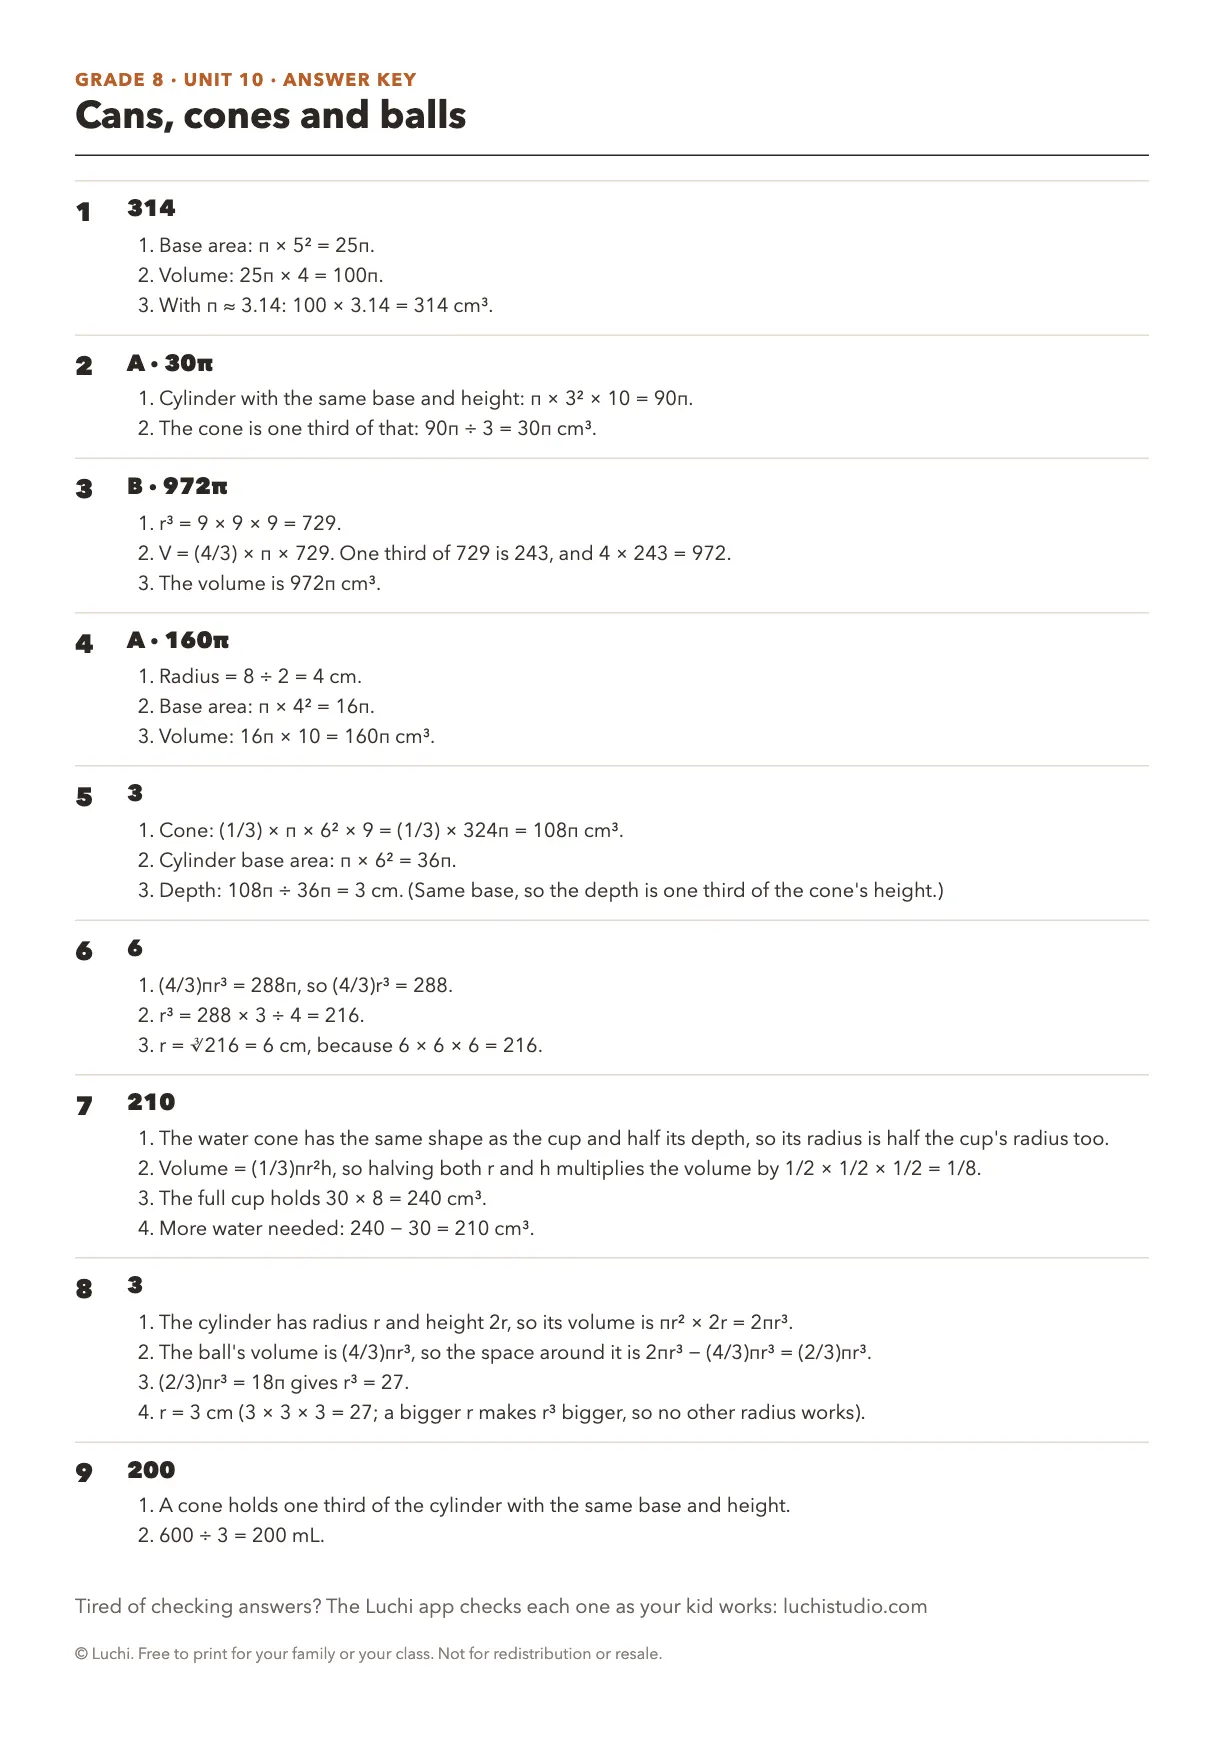 GRADE 8 · UNIT 10 · ANSWER KEY
Cans, cones and balls
1 314
1. Base area: π × 5² = 25π.
2. Volume: 25π × 4 = 100π.
3. With π ≈ 3.14: 100 × 3.14 = 314 cm³.
2 A · 30π
1. Cylinder with the same base and height: π × 3² × 10 = 90π.
2. The cone is one third of that: 90π ÷ 3 = 30π cm³.
3 B · 972π
1. r³ = 9 × 9 × 9 = 729.
2. V = (4/3) × π × 729. One third of 729 is 243, and 4 × 243 = 972.
3. The volume is 972π cm³.
4 A · 160π
1. Radius = 8 ÷ 2 = 4 cm.
2. Base area: π × 4² = 16π.
3. Volume: 16π × 10 = 160π cm³.
5 3
1. Cone: (1/3) × π × 6² × 9 = (1/3) × 324π = 108π cm³.
2. Cylinder base area: π × 6² = 36π.
3. Depth: 108π ÷ 36π = 3 cm. (Same base, so the depth is one third of the cone's height.)
6 6
1. (4/3)πr³ = 288π, so (4/3)r³ = 288.
2. r³ = 288 × 3 ÷ 4 = 216.
3. r = ∛216 = 6 cm, because 6 × 6 × 6 = 216.
7 210
1. The water cone has the same shape as the cup and half its depth, so its radius is half the cup's radius too.
2. Volume = (1/3)πr²h, so halving both r and h multiplies the volume by 1/2 × 1/2 × 1/2 = 1/8.
3. The full cup holds 30 × 8 = 240 cm³.
4. More water needed: 240 − 30 = 210 cm³.
8 3
1. The cylinder has radius r and height 2r, so its volume is πr² × 2r = 2πr³.
2. The ball's volume is (4/3)πr³, so the space around it is 2πr³ − (4/3)πr³ = (2/3)πr³.
3. (2/3)πr³ = 18π gives r³ = 27.
4. r = 3 cm (3 × 3 × 3 = 27; a bigger r makes r³ bigger, so no other radius works).
9 200
1. A cone holds one third of the cylinder with the same base and height.
2. 600 ÷ 3 = 200 mL.
Tired of checking answers? The Luchi app checks each one as your kid works: luchistudio.com
© Luchi. Free to print for your family or your class. Not for redistribution or resale.